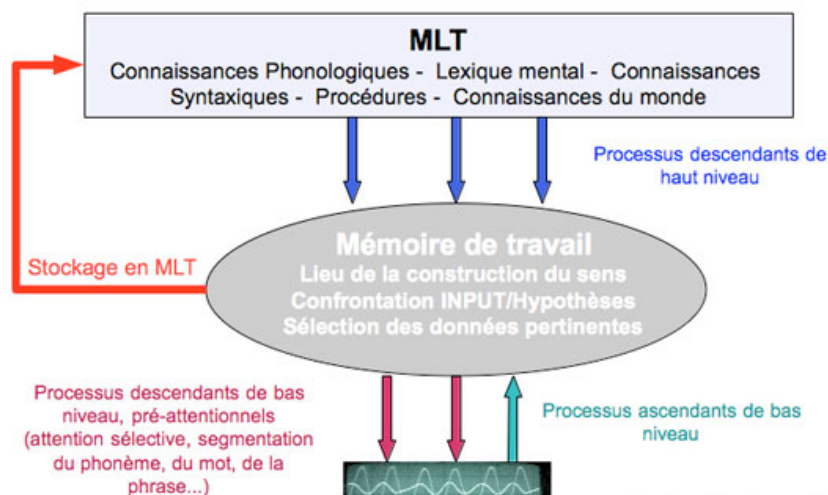 MLT
Connaissances Phonologiques - Lexique mental - Connaissances
Syntaxiques - Procédures - Connaissances du monde
Processus descendants de
haut niveau
Mémoire de travail
Lieu de la construction du sens
Confrontation INPUT/Hypothèses
Sélection des données pertinentes
Stockage en MLT
Processus descendants de bas
niveau, pré-attentionnels
(attention sélective, segmentation
du phonème, du mot, de la
phrase...)
Processus ascendants de bas
niveau